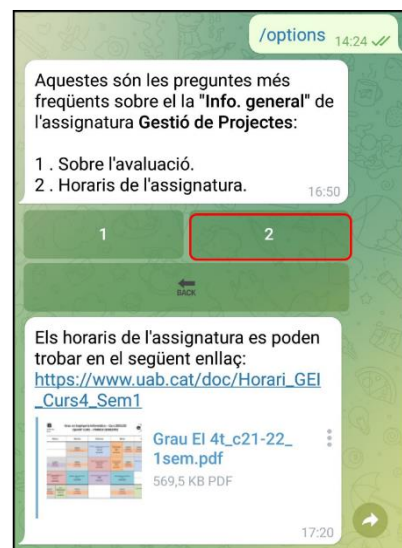 /options 14:24
Aquestes són les preguntes més
freqüents sobre el la "Info. general" de
l'assignatura Gestió de Projectes:
1 . Sobre l'avaluació.
2 . Horaris de l'assignatura.
16:50
1 2
BACK
Els horaris de l'assignatura es poden
trobar en el següent enllaç:
https://www.uab.cat/doc/Horari_GEI
_Curs4_Sem1
Grau EI 4t_c21-22_
1sem.pdf
569,5 KB PDF
17:20